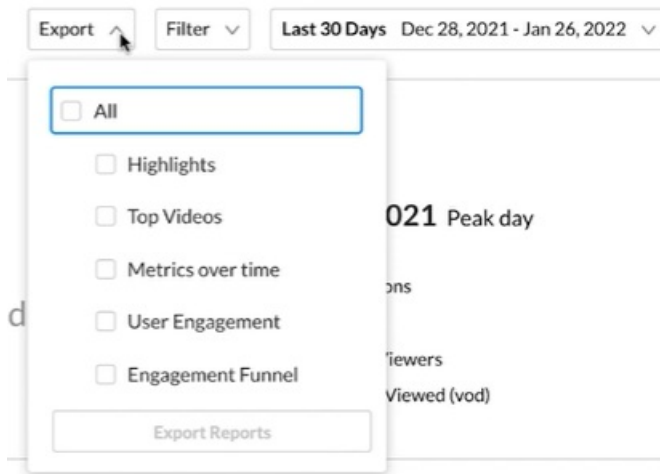 Export Filter Last 30 Days Dec 28, 2021 - Jan 26, 2022
All
Highlights
Top Videos
021 Peak day
Metrics over time
ons
d
User Engagement
iewers
Engagement Funnel
Viewed (vod)
Export Reports